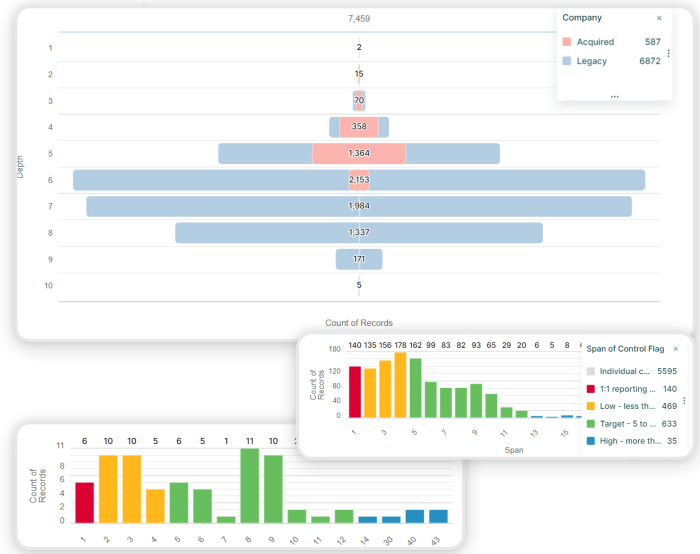 7,459
Company ×
Acquired 587
Legacy 6872
...
Depth
1 2
2 15
3 70
4 358
5 1,364
6 2,153
7 1,984
8 1,337
9 171
10 5
Count of Records
140 135 156 178 162 99 83 82 93 65 29 20 6 5 8
Count of
Records
180
120
80
40
0
1 3 5 7 9 11 13 15
Span
Span of Control Flag ×
Individual c... 5595
1:1 reporting ... 140
Low - less th... 469
Target - 5 to ... 633
High - more th... 35
6 10 10 5 6 5 1 11 10
Count of
Records
11
8
6
4
2
0
1 2 3 4 5 6 7 8 9 10 11 12 14 30 40 43